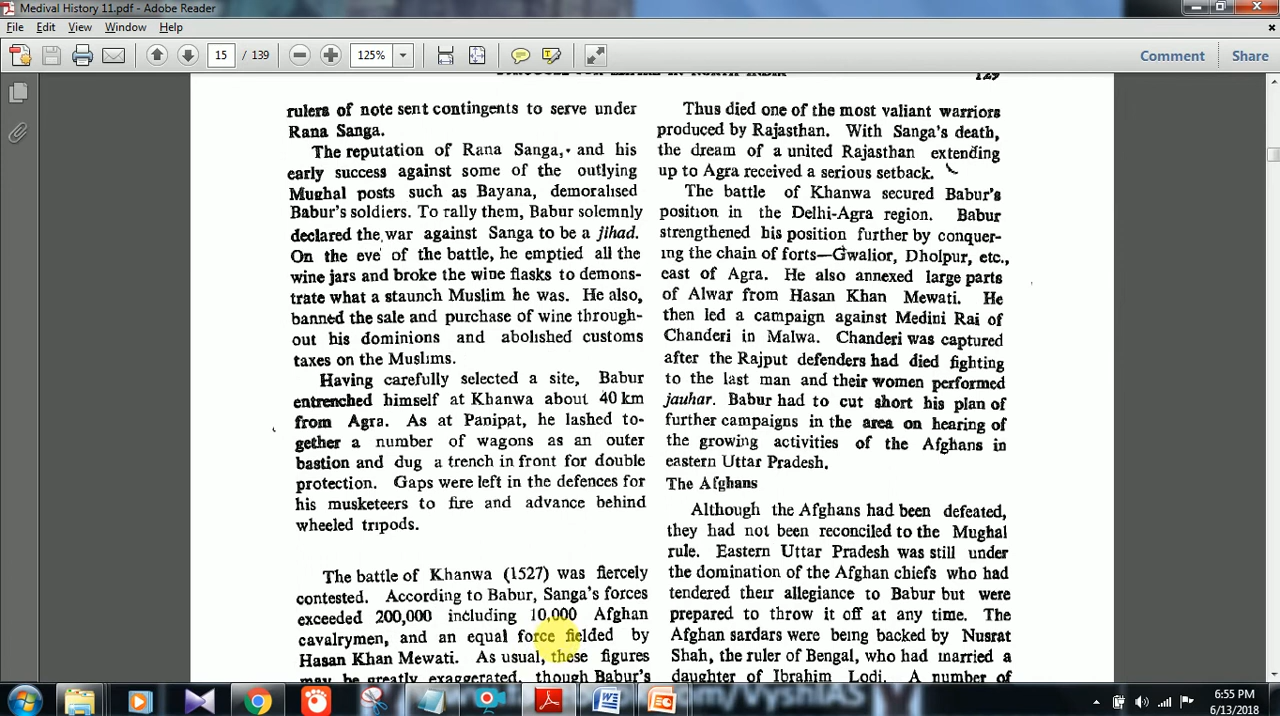 Medival History 11.pdf - Adobe Reader
File Edit View Window Help
15 / 139 125% Comment Share
129
rulers of note sent contingents to serve under
Rana Sanga.
The reputation of Rana Sanga, and his
early success against some of the outlying
Mughal posts such as Bayana, demoralised
Babur's soldiers. To rally them, Babur solemnly
declared the war against Sanga to be a jihad.
On the eve of the battle, he emptied all the
wine jars and broke the wine flasks to demons-
trate what a staunch Muslim he was. He also,
banned the sale and purchase of wine through-
out his dominions and abolished customs
taxes on the Muslims.
Having carefully selected a site, Babur
entrenched himself at Khanwa about 40 km
from Agra. As at Panipat, he lashed to-
gether a number of wagons as an outer
bastion and dug a trench in front for double
protection. Gaps were left in the defences for
his musketeers to fire and advance behind
wheeled tripods.
The battle of Khanwa (1527) was fiercely
contested. According to Babur, Sanga's forces
exceeded 200,000 including 10,000 Afghan
cavalrymen, and an equal force fielded by
Hasan Khan Mewati. As usual, these figures
may be greatly exaggerated, though Babur's
Thus died one of the most valiant warriors
produced by Rajasthan. With Sanga's death,
the dream of a united Rajasthan extending
up to Agra received a serious setback.
The battle of Khanwa secured Babur's
position in the Delhi-Agra region. Babur
strengthened his position further by conquer-
ing the chain of forts—Gwalior, Dholpur, etc.,
east of Agra. He also annexed large parts
of Alwar from Hasan Khan Mewati. He
then led a campaign against Medini Rai of
Chanderi in Malwa. Chanderi was captured
after the Rajput defenders had died fighting
to the last man and their women performed
jauhar. Babur had to cut short his plan of
further campaigns in the area on hearing of
the growing activities of the Afghans in
eastern Uttar Pradesh.
The Afghans
Although the Afghans had been defeated,
they had not been reconciled to the Mughal
rule. Eastern Uttar Pradesh was still under
the domination of the Afghan chiefs who had
tendered their allegiance to Babur but were
prepared to throw it off at any time. The
Afghan sardars were being backed by Nusrat
Shah, the ruler of Bengal, who had married a
daughter of Ibrahim Lodi. A number of
6:55 PM
6/13/2018